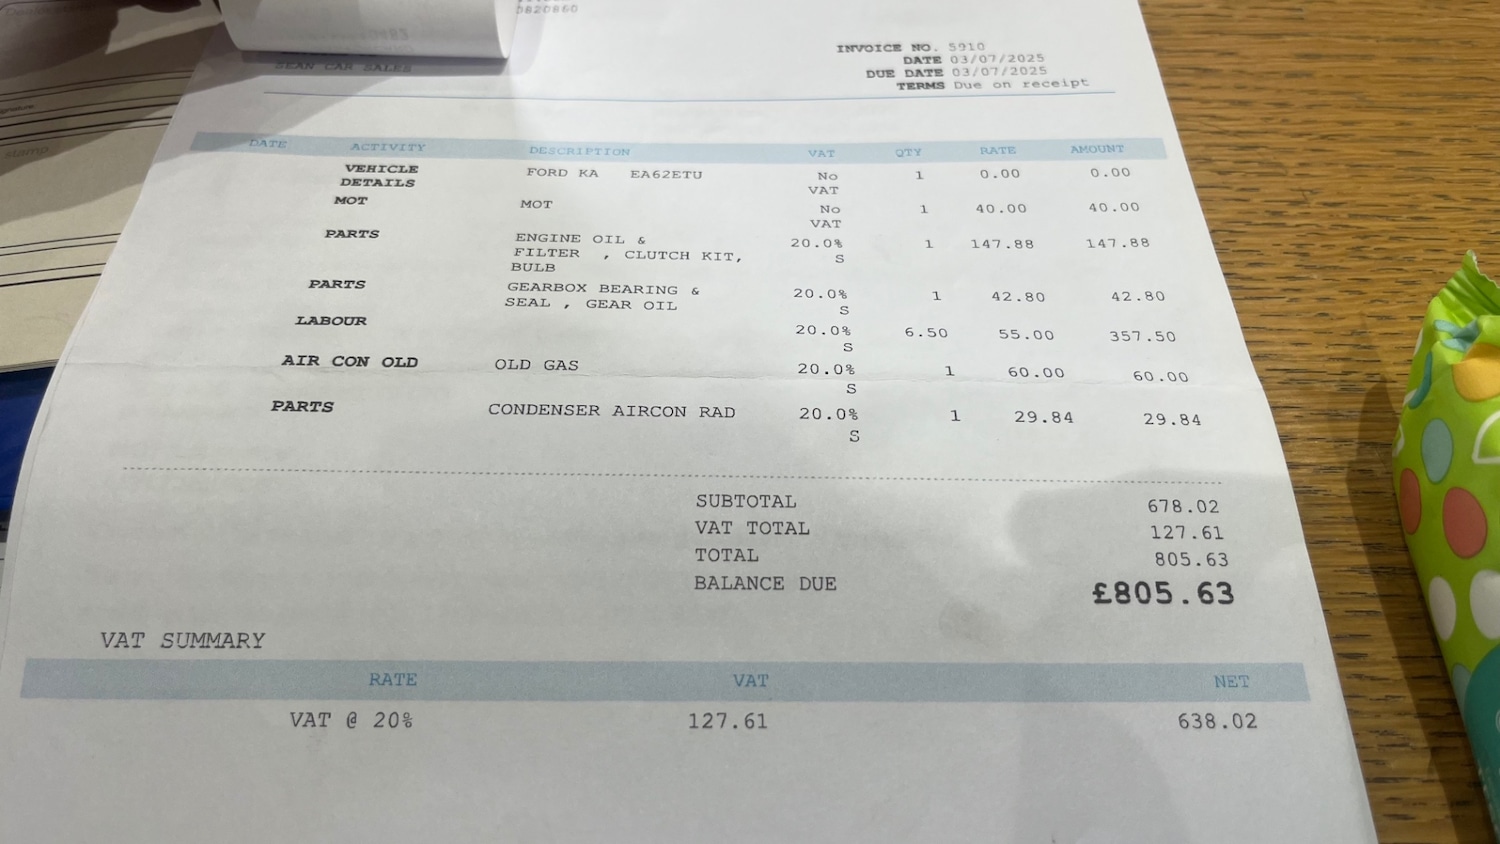 0820860
SEAN CAR SALES
INVOICE NO. 5910
DATE 03/07/2025
DUE DATE 03/07/2025
TERMS Due on receipt
stamp
DATE ACTIVITY DESCRIPTION VAT QTY RATE AMOUNT
VEHICLE DETAILS FORD KA EA62ETU No VAT 1 0.00 0.00
MOT MOT No VAT 1 40.00 40.00
PARTS ENGINE OIL & 20.0% 1 147.88 147.88
FILTER , CLUTCH KIT, S
BULB
PARTS GEARBOX BEARING & 20.0% 1 42.80 42.80
SEAL , GEAR OIL S
LABOUR 20.0% 6.50 55.00 357.50
S
AIR CON OLD OLD GAS 20.0% 1 60.00 60.00
S
PARTS CONDENSER AIRCON RAD 20.0% 1 29.84 29.84
S
SUBTOTAL 678.02
VAT TOTAL 127.61
TOTAL 805.63
BALANCE DUE £805.63
VAT SUMMARY
RATE VAT NET
VAT @ 20% 127.61 638.02